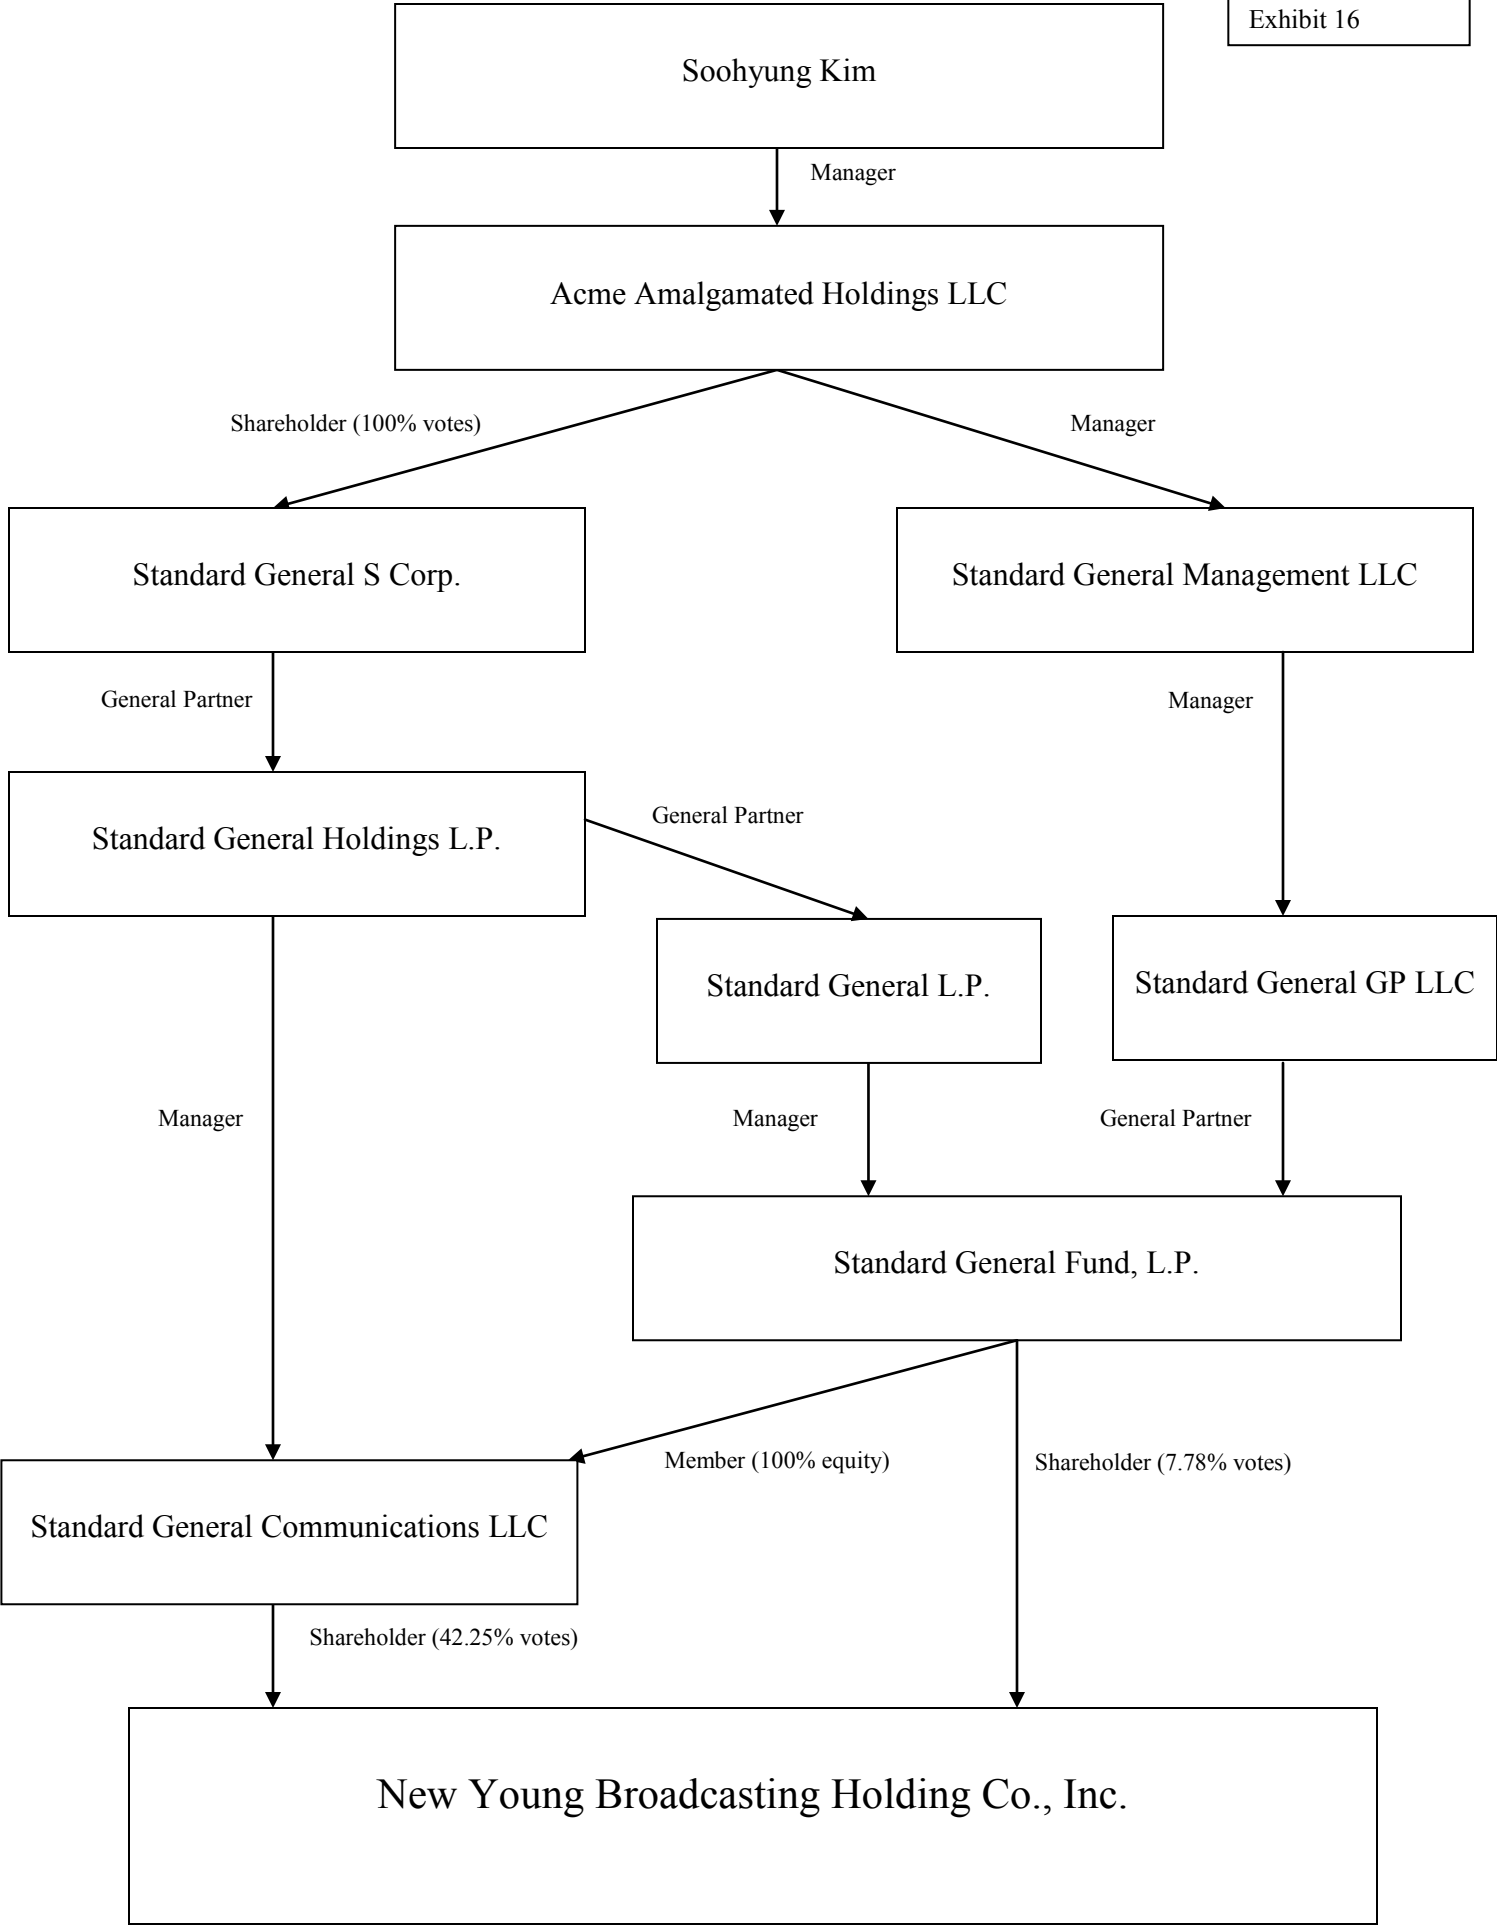 Exhibit 16
Soohyung Kim
Manager
Acme Amalgamated Holdings LLC
Shareholder (100% votes)
Manager
Standard General S Corp.
Standard General Management LLC
General Partner
Manager
Standard General Holdings L.P.
General Partner
Standard General L.P.
Standard General GP LLC
Manager
Manager
General Partner
Standard General Fund, L.P.
Member (100% equity)
Shareholder (7.78% votes)
Standard General Communications LLC
Shareholder (42.25% votes)
New Young Broadcasting Holding Co., Inc.